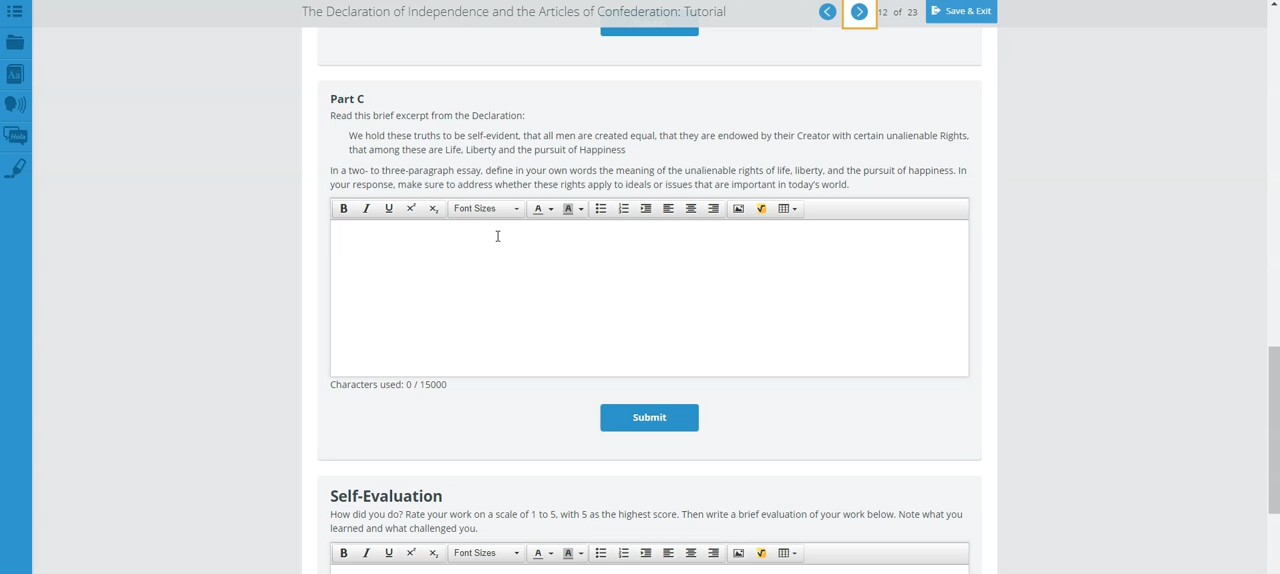 The Declaration of Independence and the Articles of Confederation: Tutorial
12 of 23
Save & Exit
Part C
Read this brief excerpt from the Declaration:
We hold these truths to be self-evident, that all men are created equal, that they are endowed by their Creator with certain unalienable Rights,
that among these are Life, Liberty and the pursuit of Happiness
In a two- to three-paragraph essay, define in your own words the meaning of the unalienable rights of life, liberty, and the pursuit of happiness. In
your response, make sure to address whether these rights apply to ideals or issues that are important in today's world.
B I U x² x₂ Font Sizes A A
Characters used: 0 / 15000
Submit
Self-Evaluation
How did you do? Rate your work on a scale of 1 to 5, with 5 as the highest score. Then write a brief evaluation of your work below. Note what you
learned and what challenged you.
B I U x² x₂ Font Sizes A A